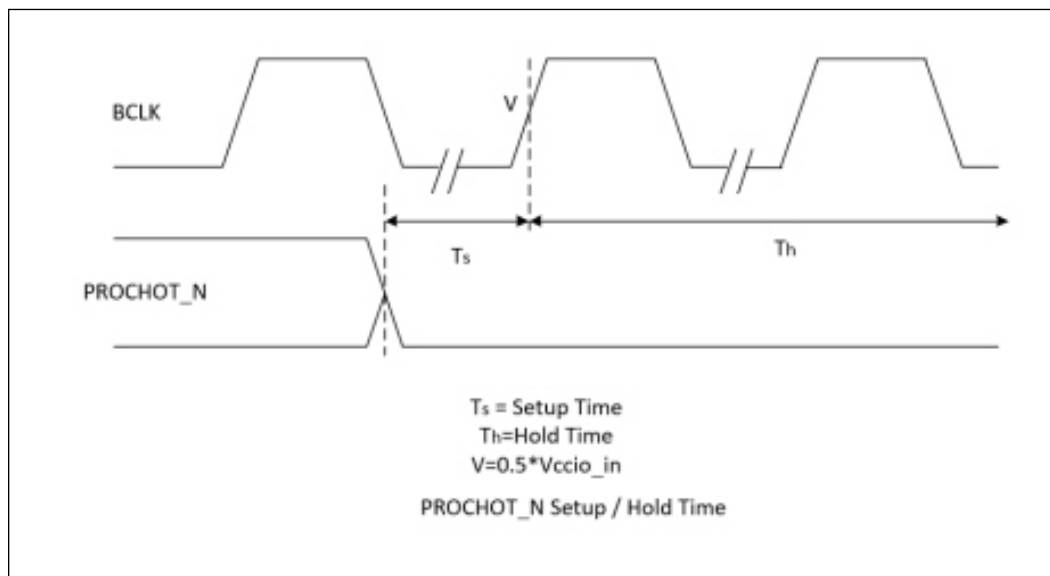 BCLK
V
Ts
Th
PROCHOT_N
Ts = Setup Time
Th=Hold Time
V=0.5*Vccio_in
PROCHOT_N Setup / Hold Time